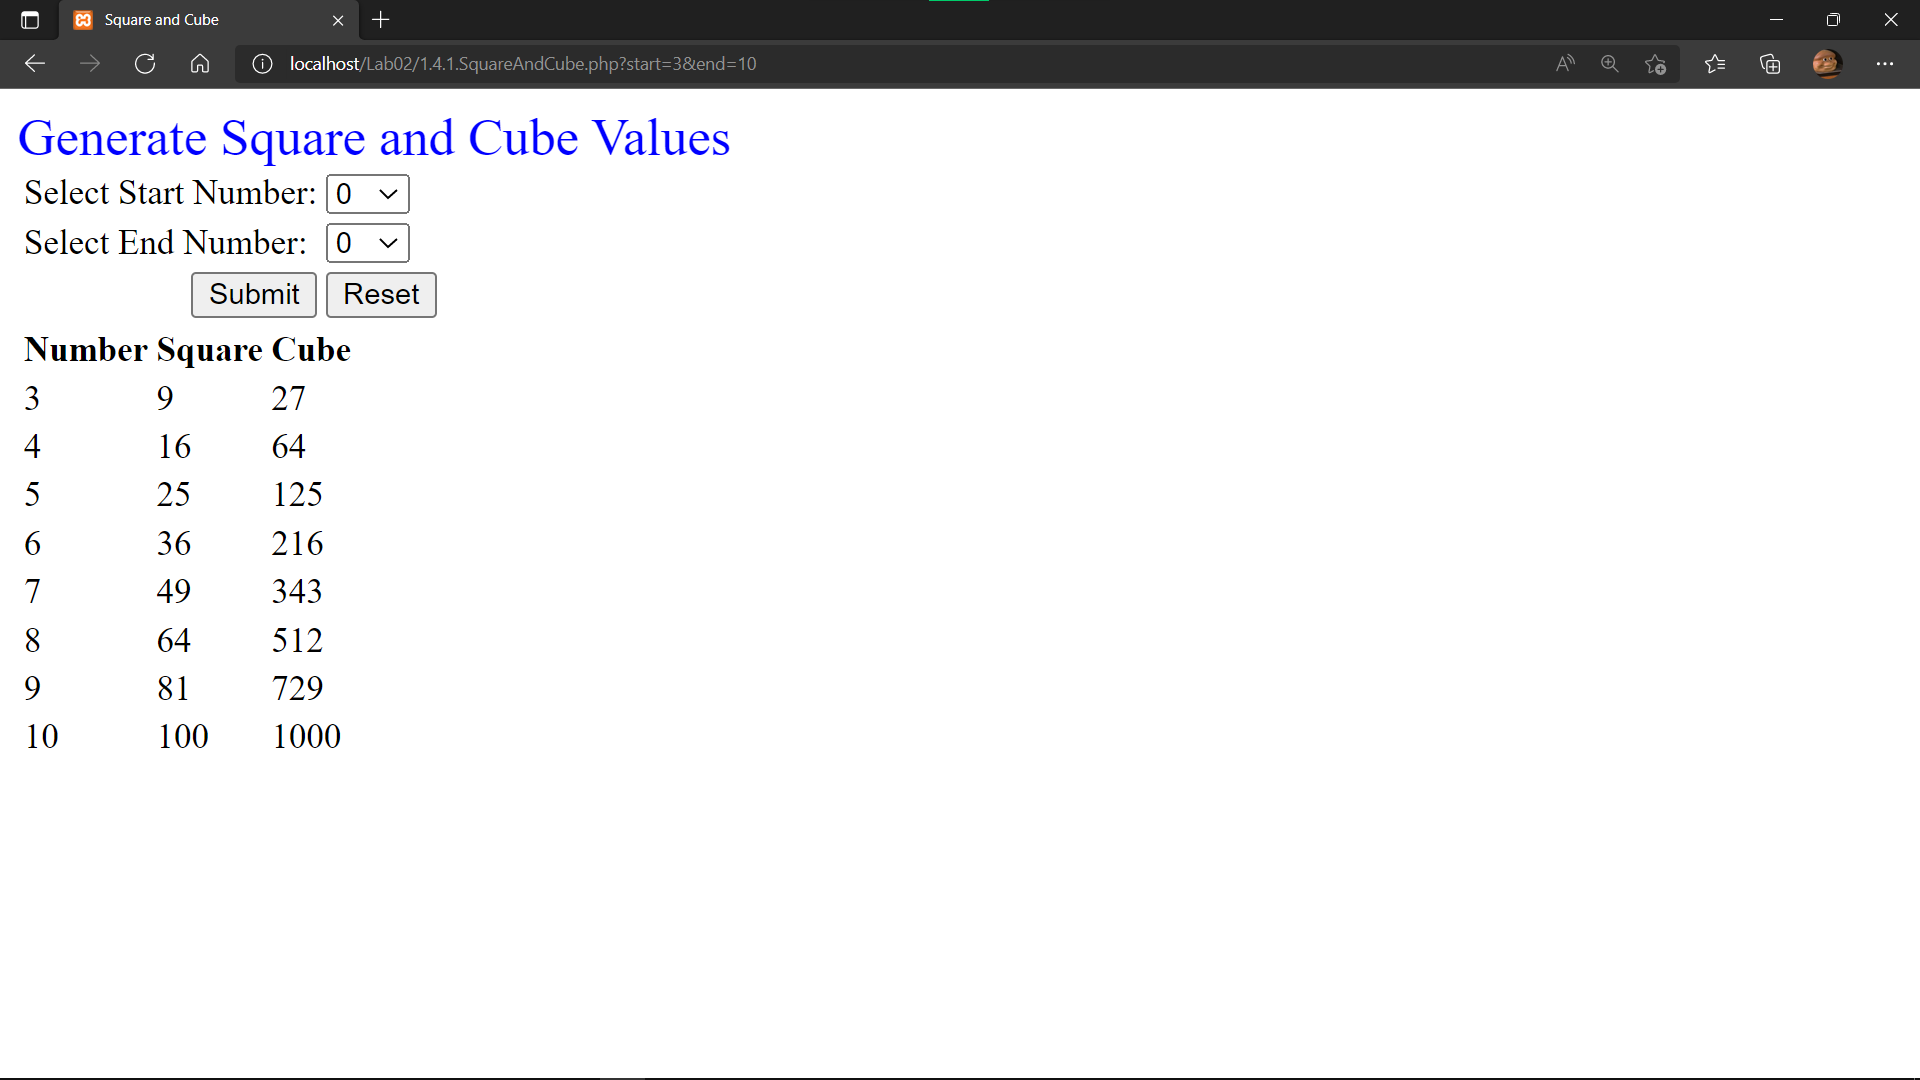 Square and Cube
localhost/Lab02/1.4.1.SquareAndCube.php?start=3&end=10
Generate Square and Cube Values
Select Start Number: 0
Select End Number: 0
Submit Reset
Number Square Cube
3 9 27
4 16 64
5 25 125
6 36 216
7 49 343
8 64 512
9 81 729
10 100 1000